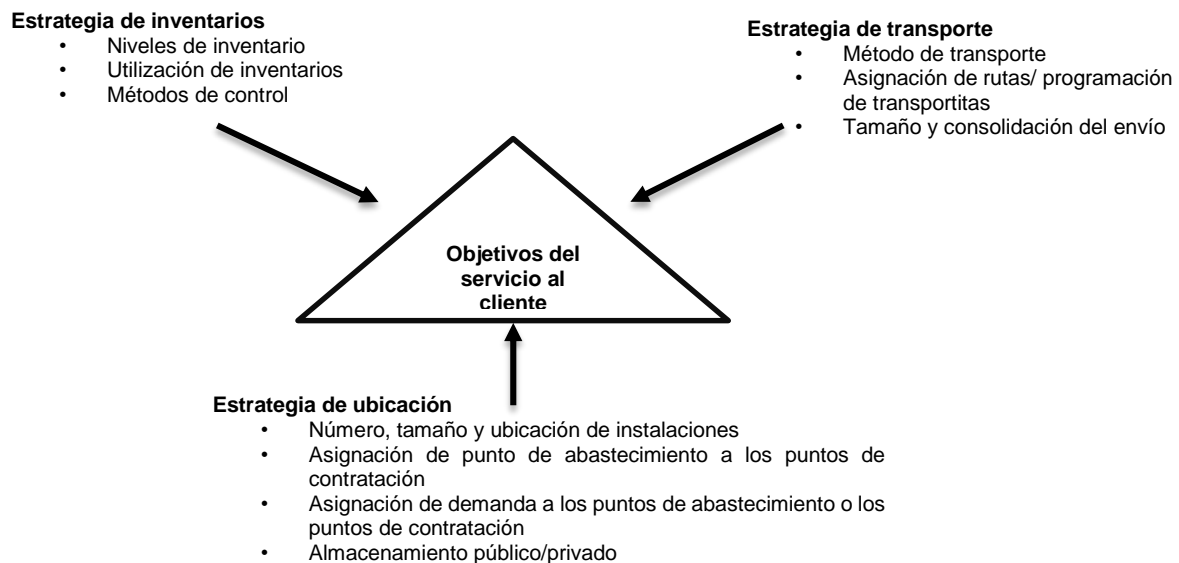 Estrategia de inventarios
• Niveles de inventario
• Utilización de inventarios
• Métodos de control
Estrategia de transporte
• Método de transporte
• Asignación de rutas/ programación
de transportitas
• Tamaño y consolidación del envío
Objetivos del
servicio al
cliente
Estrategia de ubicación
• Número, tamaño y ubicación de instalaciones
• Asignación de punto de abastecimiento a los puntos de
contratación
• Asignación de demanda a los puntos de abastecimiento o los
puntos de contratación
• Almacenamiento público/privado